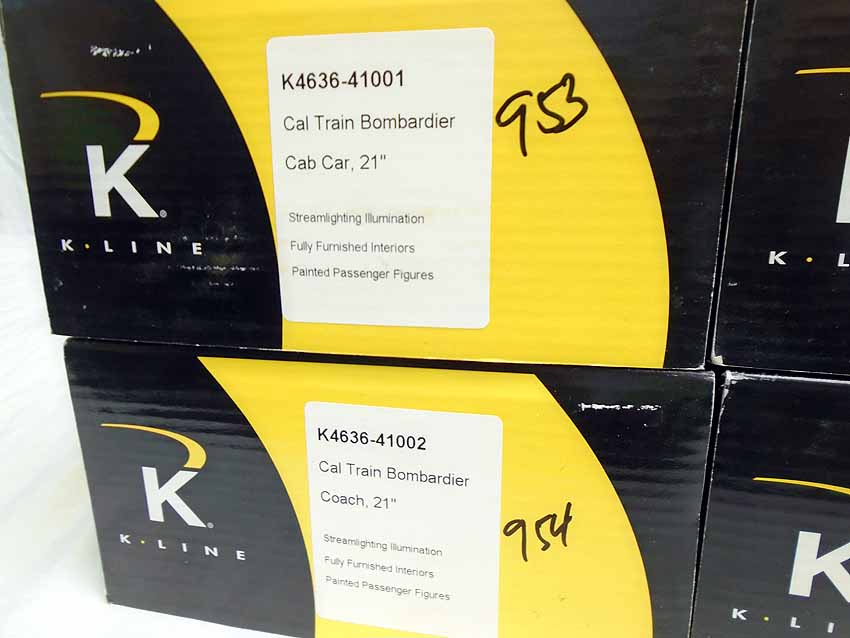 K4636-41001
Cal Train Bombardier
Cab Car, 21"
Streamlighting Illumination
Fully Furnished Interiors
Painted Passenger Figures
953
K®
K·LINE
K·L
K4636-41002
Cal Train Bombardier
Coach, 21"
Streamlighting Illumination
Fully Furnished Interiors
Painted Passenger Figures
954
K®
K·LINE
K
K·LI